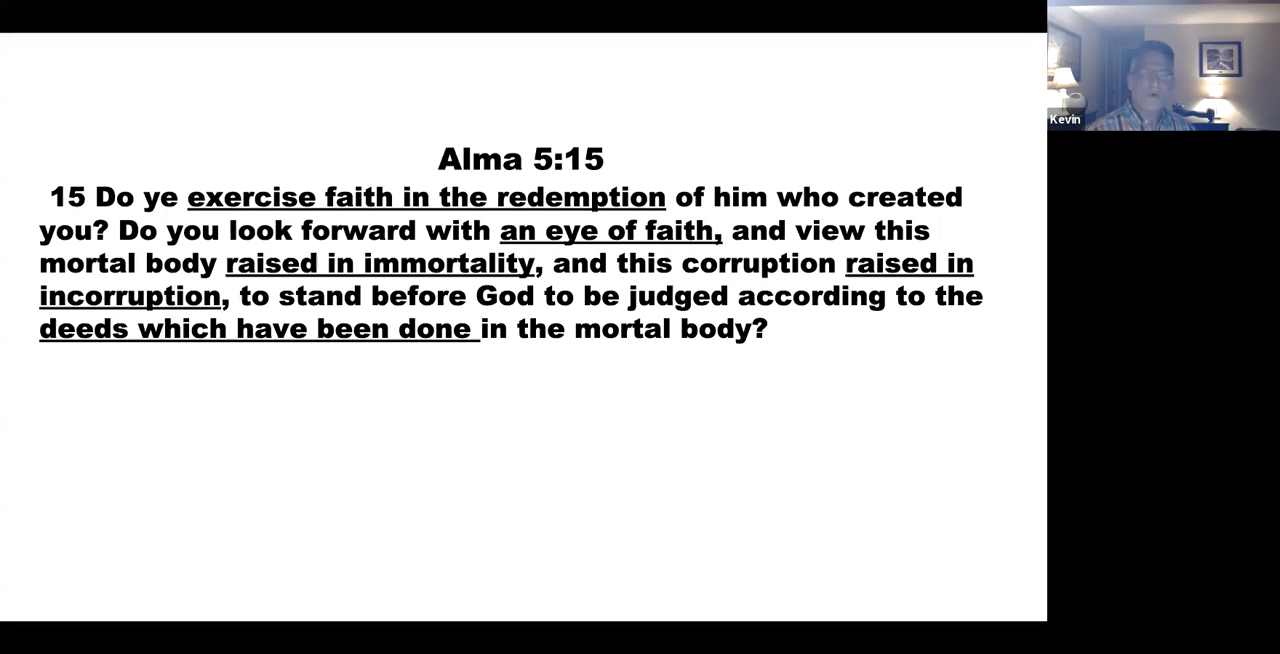 Alma 5:15
15 Do ye exercise faith in the redemption of him who created
you? Do you look forward with an eye of faith, and view this
mortal body raised in immortality, and this corruption raised in
incorruption, to stand before God to be judged according to the
deeds which have been done in the mortal body?
Kevin